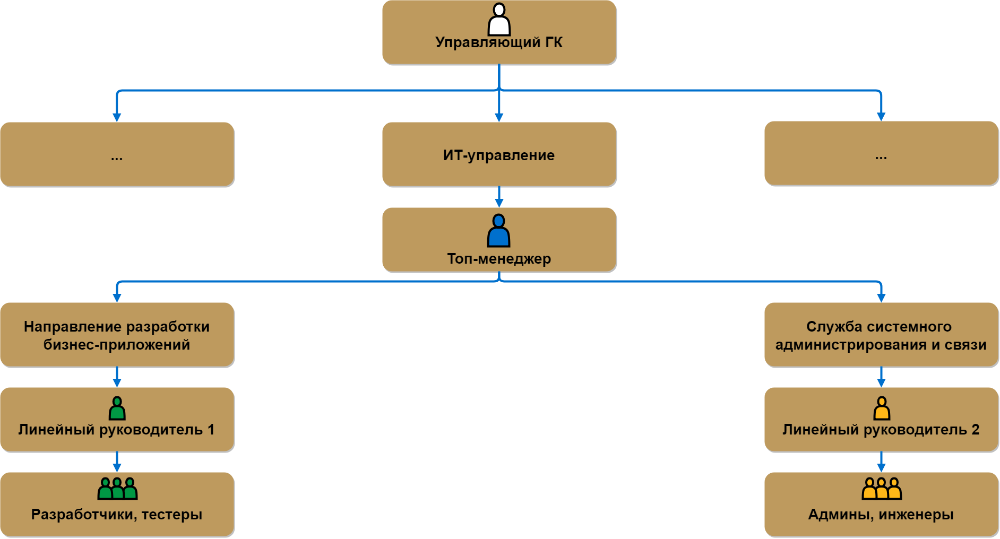 Управляющий ГК
...
ИТ-управление
...
Топ-менеджер
Направление разработки
бизнес-приложений
Служба системного
администрирования и связи
Линейный руководитель 1
Линейный руководитель 2
Разработчики, тестеры
Админы, инженеры